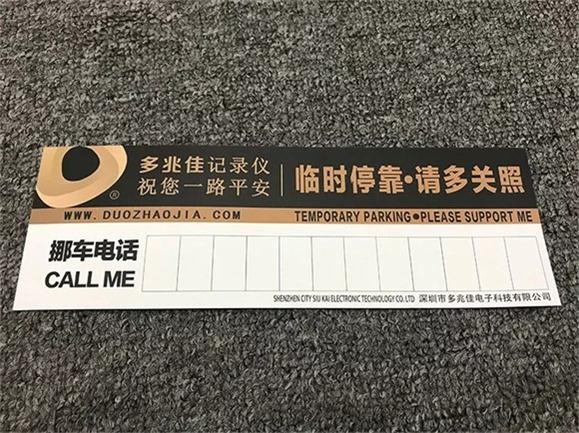 多兆佳记录仪
祝您一路平安
®
临时停靠·请多关照
WWW.DUOZHAOJIA.COM
TEMPORARY PARKING●PLEASE SUPPORT ME
挪车电话
CALL ME
SHENZHEN CITY SIU KAI ELECTRONIC TECHNOLOGY CO. LTD 深圳市多兆佳电子科技有限公司